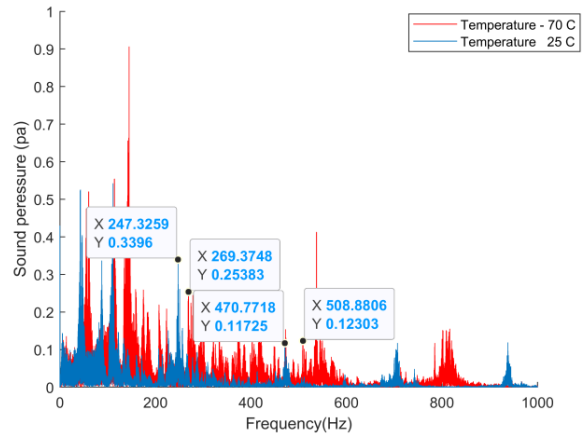 1
Temperature - 70 C
0.9
Temperature 25 C
0.8
0.7
0.6
0.5
X 247.3259
Y 0.3396
0.4
X 269.3748
Y 0.25383
0.3
X 470.7718
Y 0.11725
X 508.8806
Y 0.12303
0.2
0.1
0
0 200 400 600 800 1000
Frequency(Hz)
Sound peressure (pa)